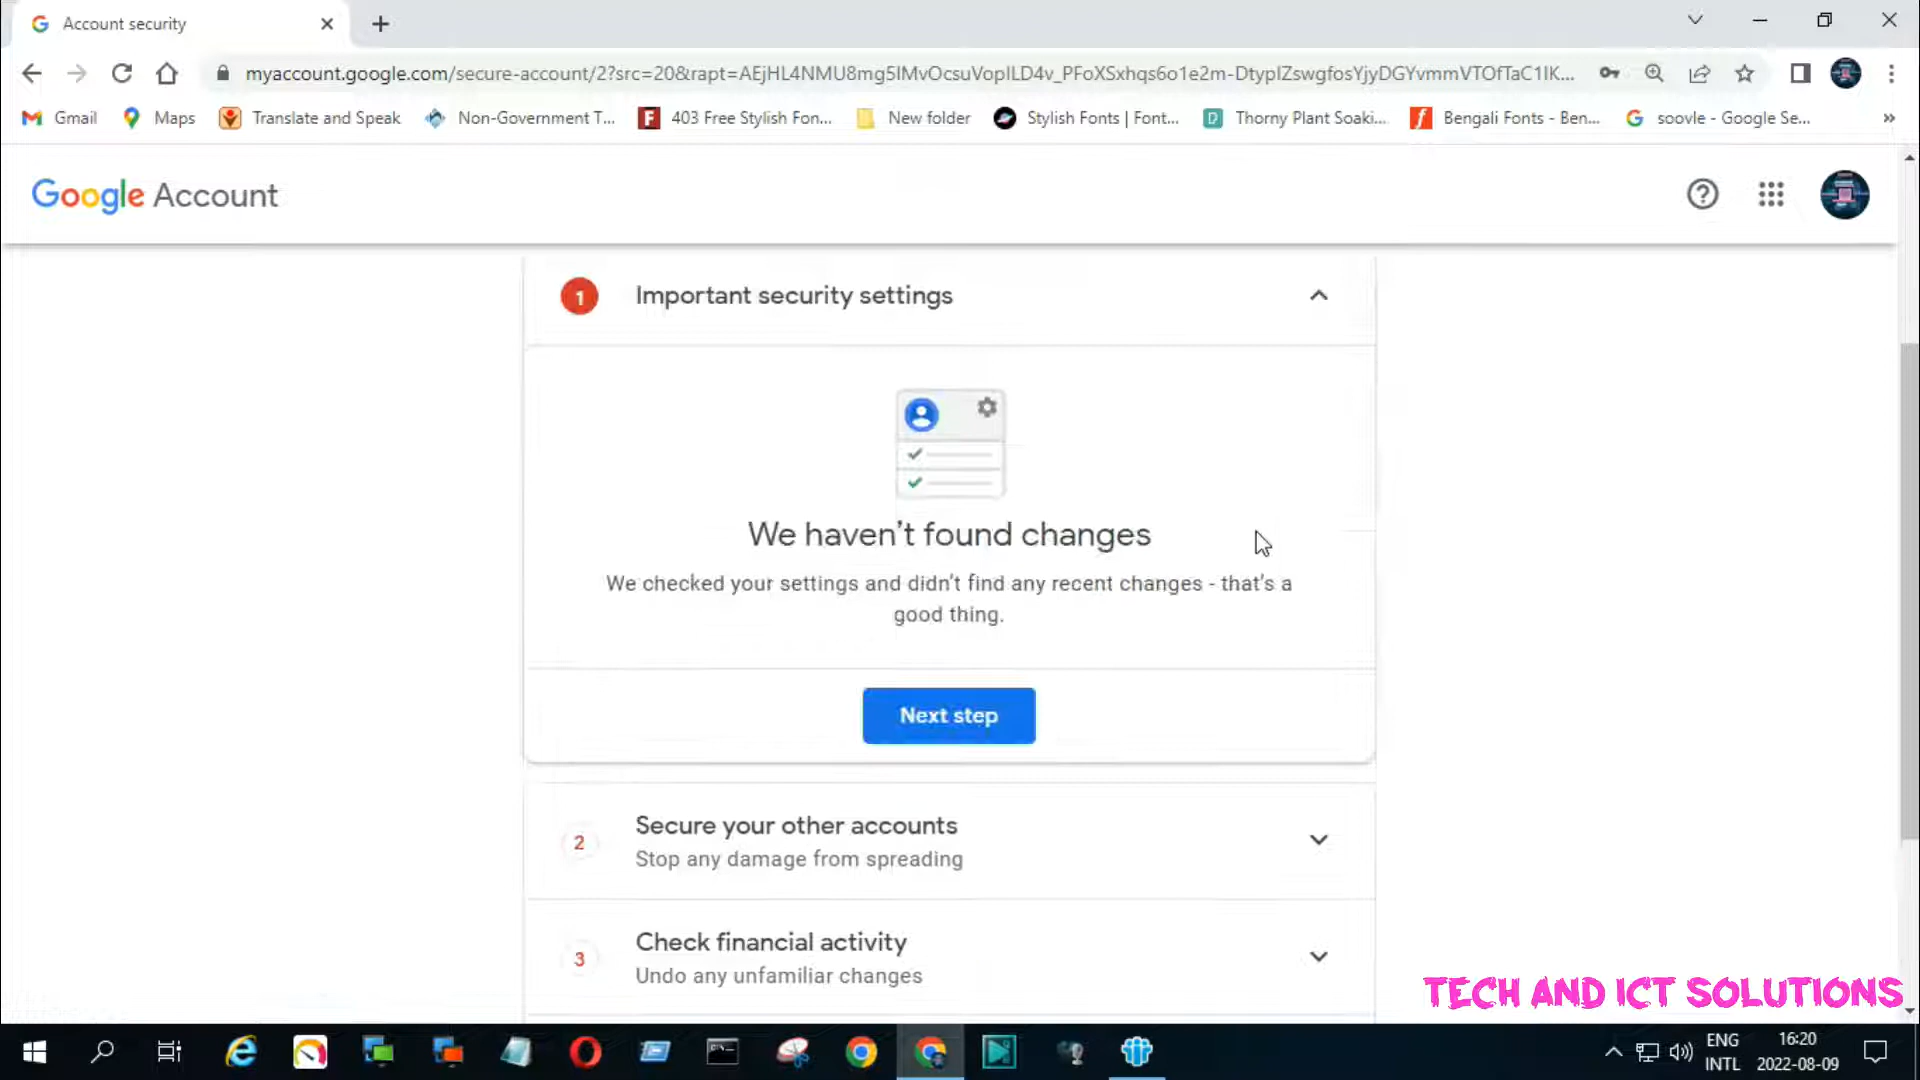 Account security
myaccount.google.com/secure-account/2?src=20&rapt=AEjHL4NMU8mg5IMvOcsuVopILD4v_PFoXSxhqs6o1e2m-DtypIZswgfosYjyDGYvmmVTOfTaC1IK...
Gmail Maps Translate and Speak Non-Government T... 403 Free Stylish Fon... New folder Stylish Fonts | Font... Thorny Plant Soaki... Bengali Fonts - Ben... soovle - Google Se... »
Google Account
1 Important security settings
We haven't found changes
We checked your settings and didn't find any recent changes - that's a
good thing.
Next step
2 Secure your other accounts
Stop any damage from spreading
3 Check financial activity
Undo any unfamiliar changes
TECH AND ICT SOLUTIONS
ENG 16:20
INTL 2022-08-09